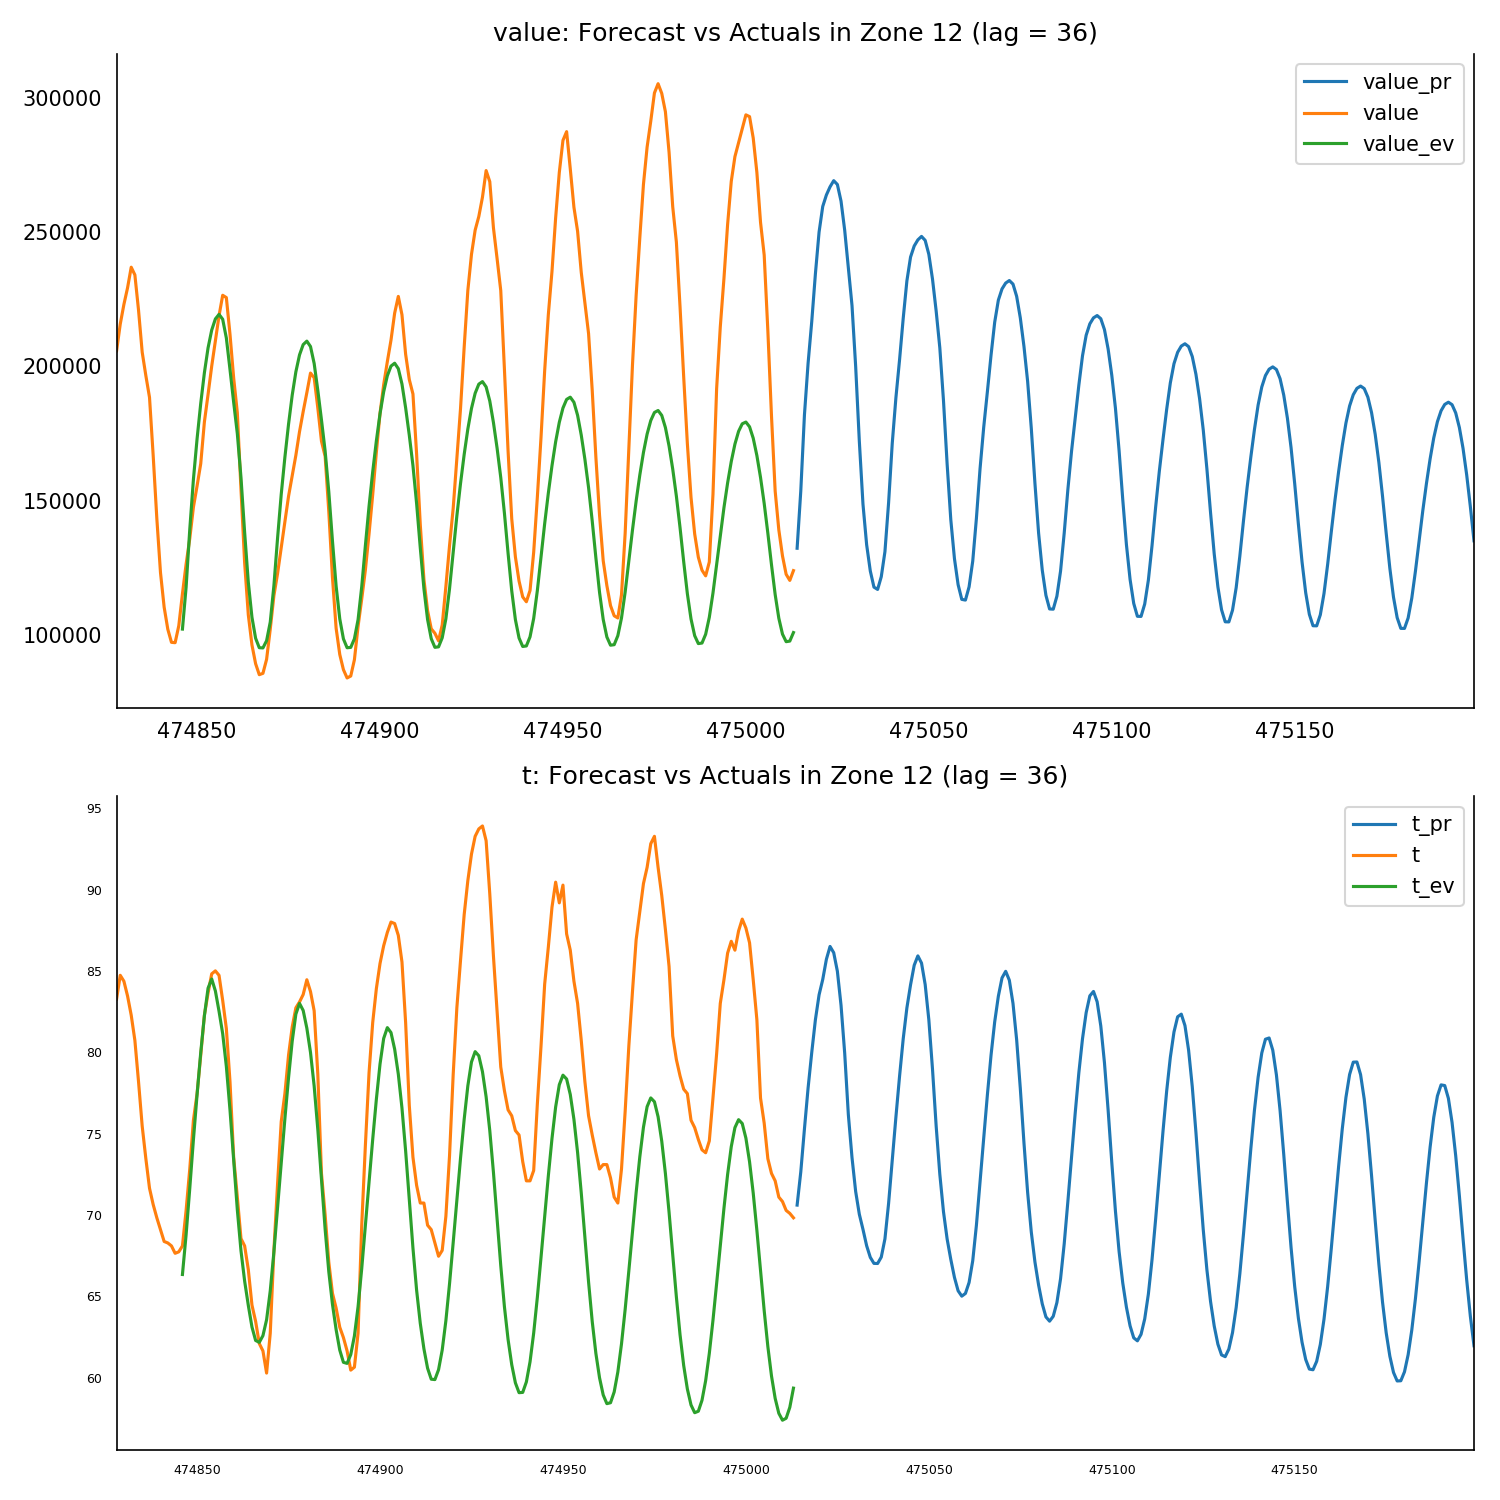 value: Forecast vs Actuals in Zone 12 (lag = 36)
300000
250000
200000
150000
100000
value_pr
value
value_ev
474850 474900 474950 475000 475050 475100 475150
t: Forecast vs Actuals in Zone 12 (lag = 36)
95
90
85
80
75
70
65
60
t_pr
t
t_ev
474850 474900 474950 475000 475050 475100 475150